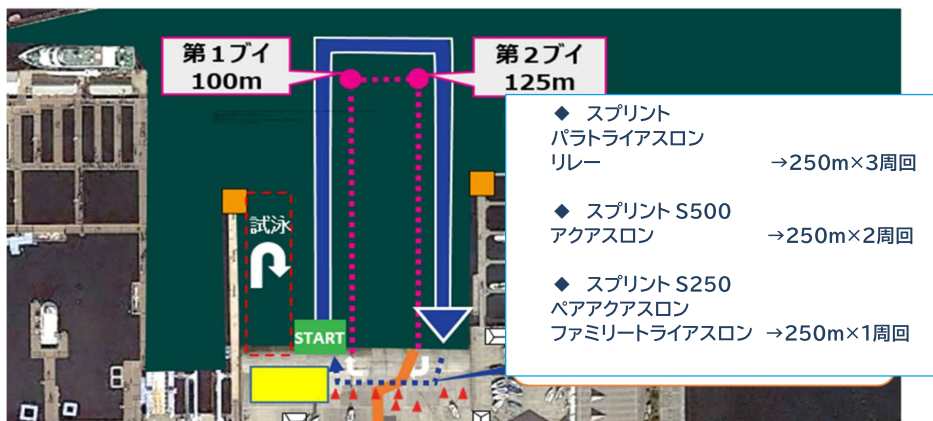 第1ブイ
100m
第2ブイ
125m
◆ スプリント
パラトライアスロン
リレー →250m×3周回
◆ スプリント S500
アクアスロン →250m×2周回
◆ スプリント S250
ペアアクアスロン
ファミリートライアスロン →250m×1周回
試泳
START